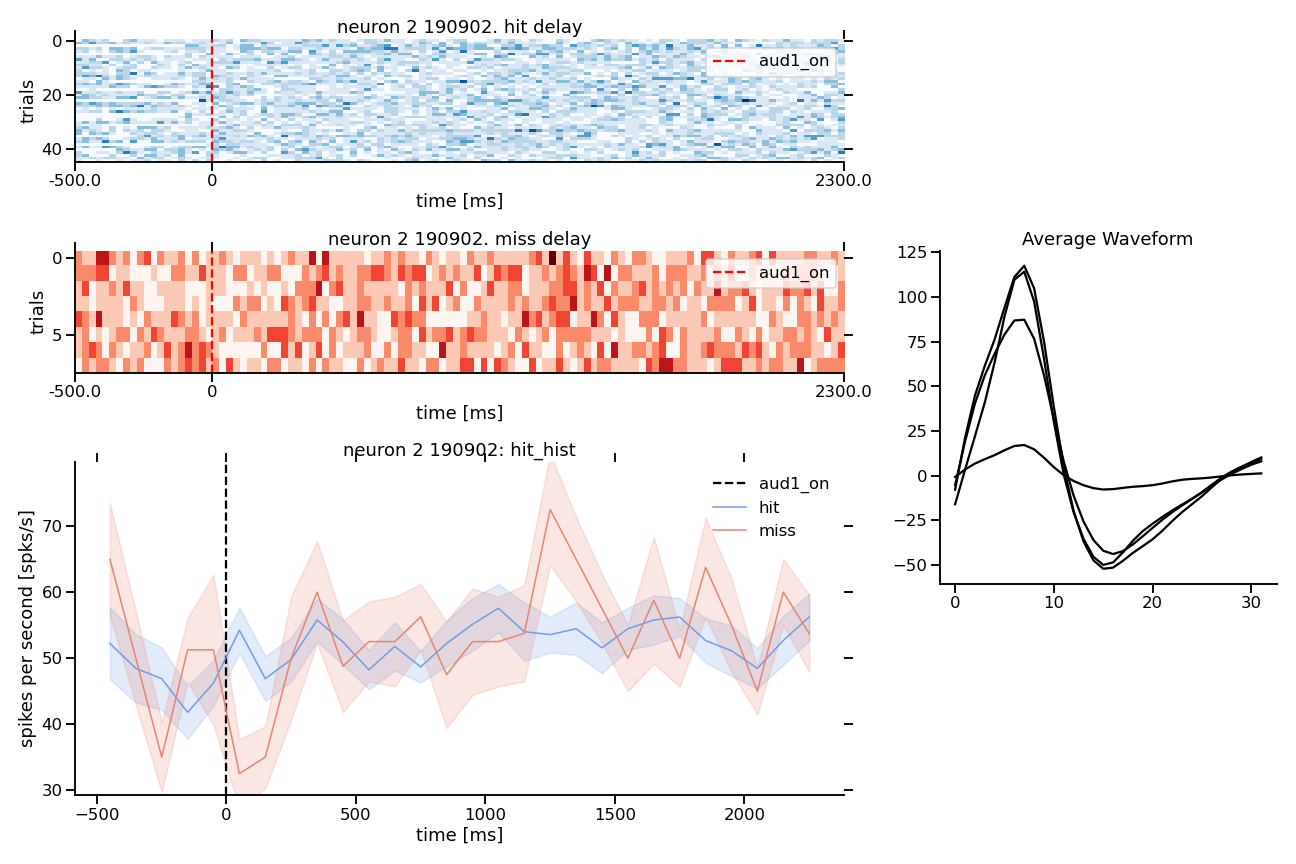 neuron 2 190902. hit delay
0
20
40
trials
aud1_on
-500.0
0
2300.0
time [ms]
neuron 2 190902. miss delay
0
5
trials
aud1_on
-500.0
0
2300.0
time [ms]
neuron 2 190902: hit_hist
70
60
50
40
30
spikes per second [spks/s]
aud1_on
hit
miss
−500
0
500
1000
1500
2000
time [ms]
Average Waveform
125
100
75
50
25
0
−25
−50
0
10
20
30